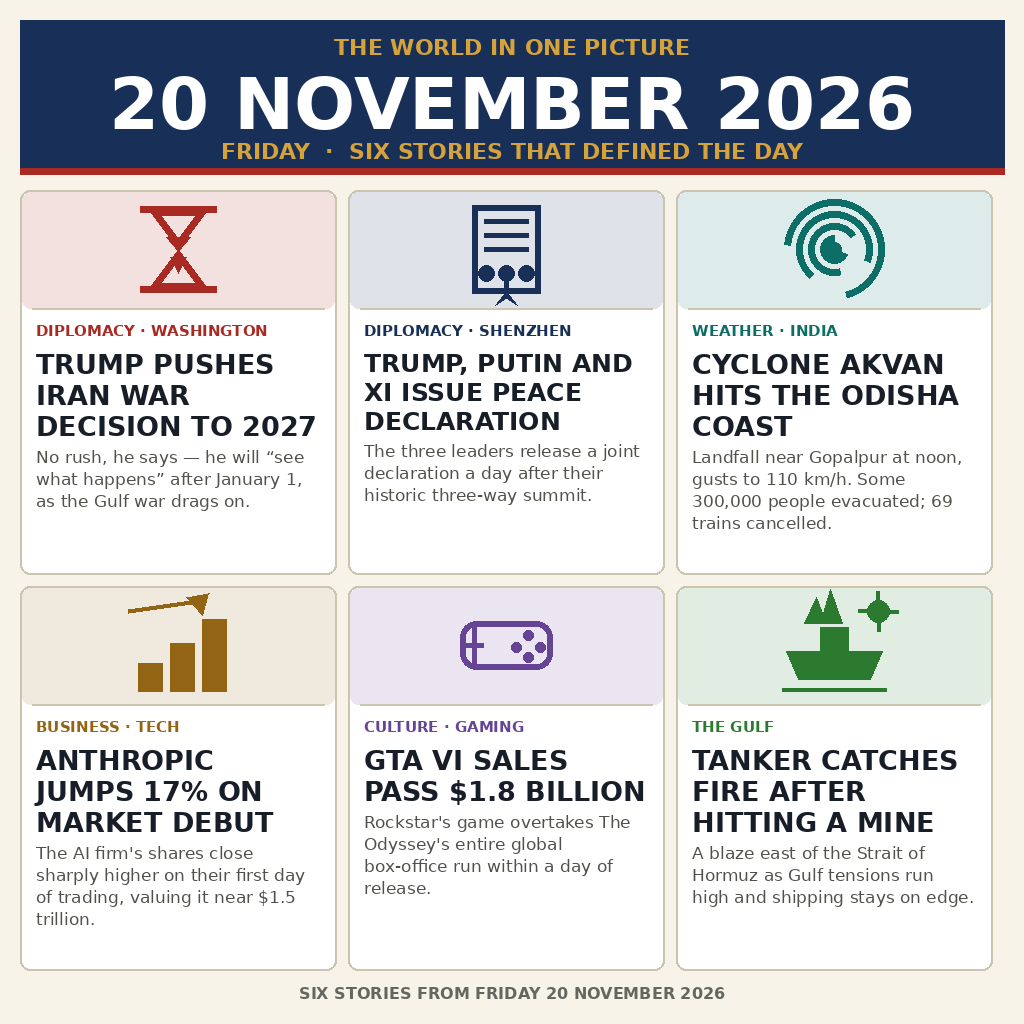 THE WORLD IN ONE PICTURE
20 NOVEMBER 2026
FRIDAY · SIX STORIES THAT DEFINED THE DAY
DIPLOMACY · WASHINGTON
TRUMP PUSHES
IRAN WAR
DECISION TO 2027
No rush, he says — he will “see
what happens” after January 1,
as the Gulf war drags on.
DIPLOMACY · SHENZHEN
TRUMP, PUTIN AND
XI ISSUE PEACE
DECLARATION
The three leaders release a joint
declaration a day after their
historic three-way summit.
WEATHER · INDIA
CYCLONE AKVAN
HITS THE ODISHA
COAST
Landfall near Gopalpur at noon,
gusts to 110 km/h. Some
300,000 people evacuated; 69
trains cancelled.
BUSINESS · TECH
ANTHROPIC
JUMPS 17% ON
MARKET DEBUT
The AI firm's shares close
sharply higher on their first day
of trading, valuing it near $1.5
trillion.
CULTURE · GAMING
GTA VI SALES
PASS $1.8 BILLION
Rockstar's game overtakes The
Odyssey's entire global
box-office run within a day of
release.
THE GULF
TANKER CATCHES
FIRE AFTER
HITTING A MINE
A blaze east of the Strait of
Hormuz as Gulf tensions run
high and shipping stays on edge.
SIX STORIES FROM FRIDAY 20 NOVEMBER 2026